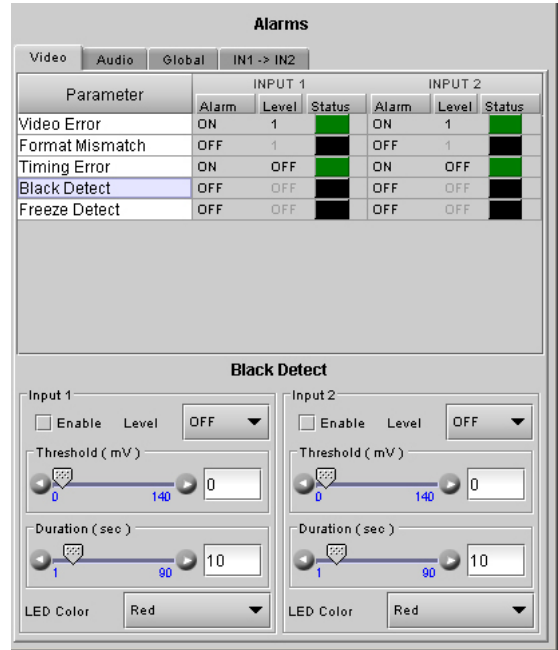 Alarms
Video Audio Global IN1 -> IN2
Parameter INPUT 1 INPUT 2
Alarm Level Status Alarm Level Status
Video Error ON 1 ON 1
Format Mismatch OFF 1 OFF 1
Timing Error ON OFF ON OFF
Black Detect OFF OFF OFF OFF
Freeze Detect OFF OFF OFF OFF
Black Detect
Input 1 Input 2
Enable Level OFF Enable Level OFF
Threshold ( mV ) Threshold ( mV )
0 140 0 0 140 0
Duration ( sec ) Duration ( sec )
1 90 10 1 90 10
LED Color Red LED Color Red